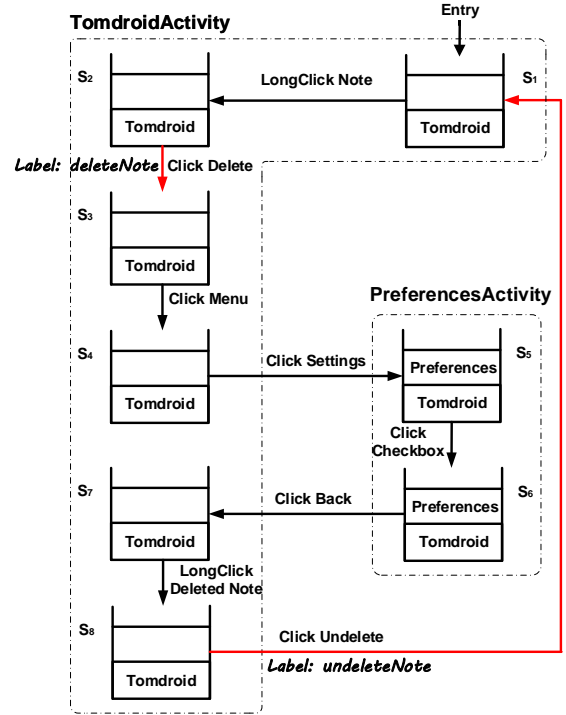 TomdroidActivity
Entry
S2
LongClick Note
S1
Tomdroid
Tomdroid
Label: deleteNote
Click Delete
S3
Tomdroid
Click Menu
PreferencesActivity
S4
Click Settings
S5
Preferences
Tomdroid
Tomdroid
Click
Checkbox
S7
Click Back
S6
Preferences
Tomdroid
Tomdroid
LongClick
Deleted Note
S8
Click Undelete
Label: undeleteNote
Tomdroid